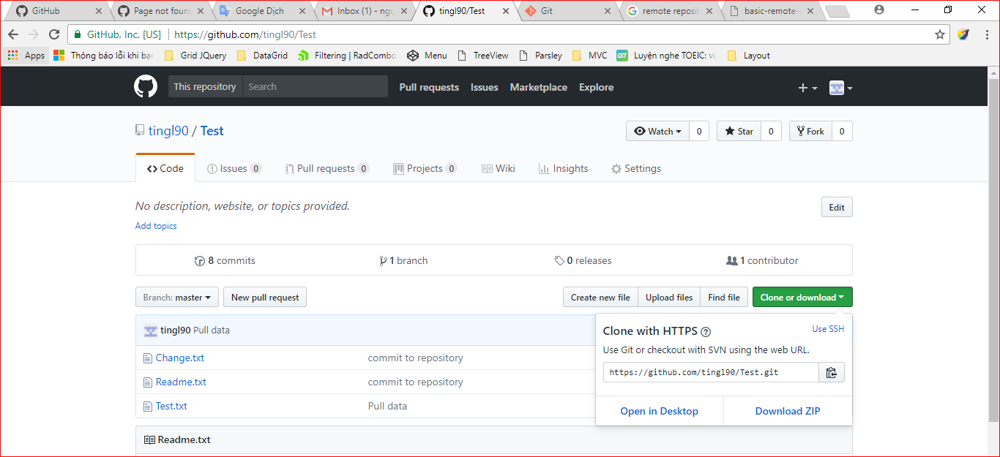 GitHub
Page not foun
Google Dịch
Inbox (1) - ngu
tingl90/Test
Git
remote reposit
basic-remote-
GitHub, Inc. [US] https://github.com/tingl90/Test
Apps
Thông báo lỗi khi bạn
Grid JQuery
DataGrid
Filtering | RadCombo
Menu
TreeView
Parsley
MVC
GST
Luyện nghe TOEIC: vů
Layout
This repository Search
Pull requests Issues Marketplace Explore
tingl90 / Test
Watch 0
Star 0
Fork 0
Code Issues 0 Pull requests 0 Projects 0 Wiki Insights Settings
No description, website, or topics provided.
Edit
Add topics
8 commits 1 branch 0 releases 1 contributor
Branch: master New pull request Create new file Upload files Find file Clone or download
tingl90 Pull data
Change.txt commit to repository
Readme.txt commit to repository
Test.txt Pull data
Clone with HTTPS
Use SSH
Use Git or checkout with SVN using the web URL.
https://github.com/tingl90/Test.git
Open in Desktop Download ZIP
Readme.txt